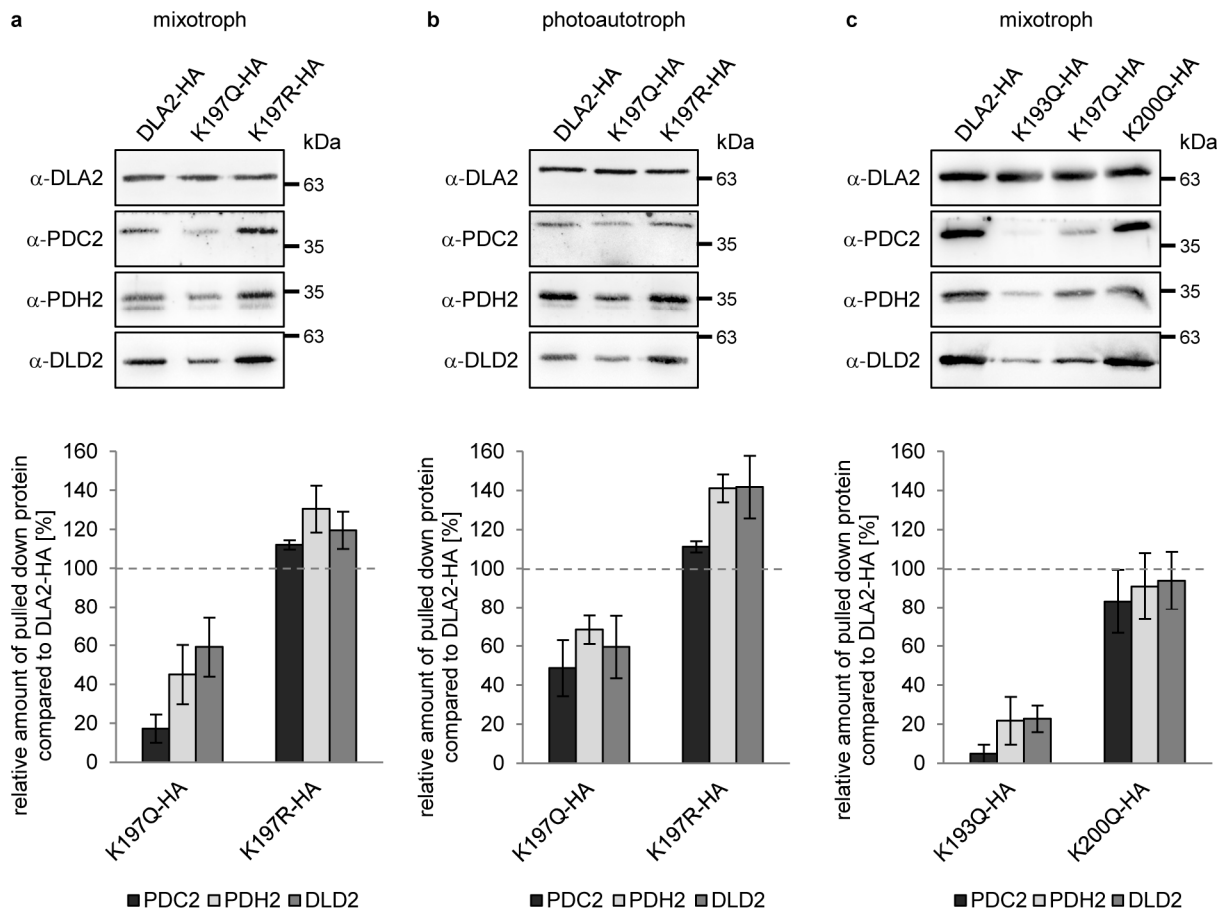 a mixotroph
DLA2-HA
K197Q-HA
K197R-HA
kDa
α-DLA2
63
α-PDC2
35
α-PDH2
35
63
α-DLD2
relative amount of pulled down protein
compared to DLA2-HA [%]
160
140
120
100
80
60
40
20
0
K197Q-HA
K197R-HA
PDC2 PDH2 DLD2
b photoautotroph
DLA2-HA
K197Q-HA
K197R-HA
kDa
α-DLA2
63
α-PDC2
35
α-PDH2
35
63
α-DLD2
relative amount of pulled down protein
compared to DLA2-HA [%]
160
140
120
100
80
60
40
20
0
K197Q-HA
K197R-HA
PDC2 PDH2 DLD2
c mixotroph
DLA2-HA
K193Q-HA
K197Q-HA
K200Q-HA
kDa
α-DLA2
63
α-PDC2
35
α-PDH2
35
63
α-DLD2
relative amount of pulled down protein
compared to DLA2-HA [%]
160
140
120
100
80
60
40
20
0
K193Q-HA
K200Q-HA
PDC2 PDH2 DLD2